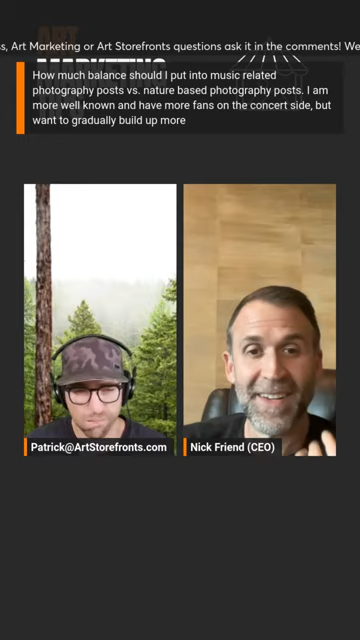 s, Art Marketing or Art Storefronts questions ask it in the comments! We
ART
MARKETING
How much balance should I put into music related
photography posts vs. nature based photography posts. I am
more well known and have more fans on the concert side, but
want to gradually build up more
Patrick@ArtStorefronts.com
Nick Friend (CEO)